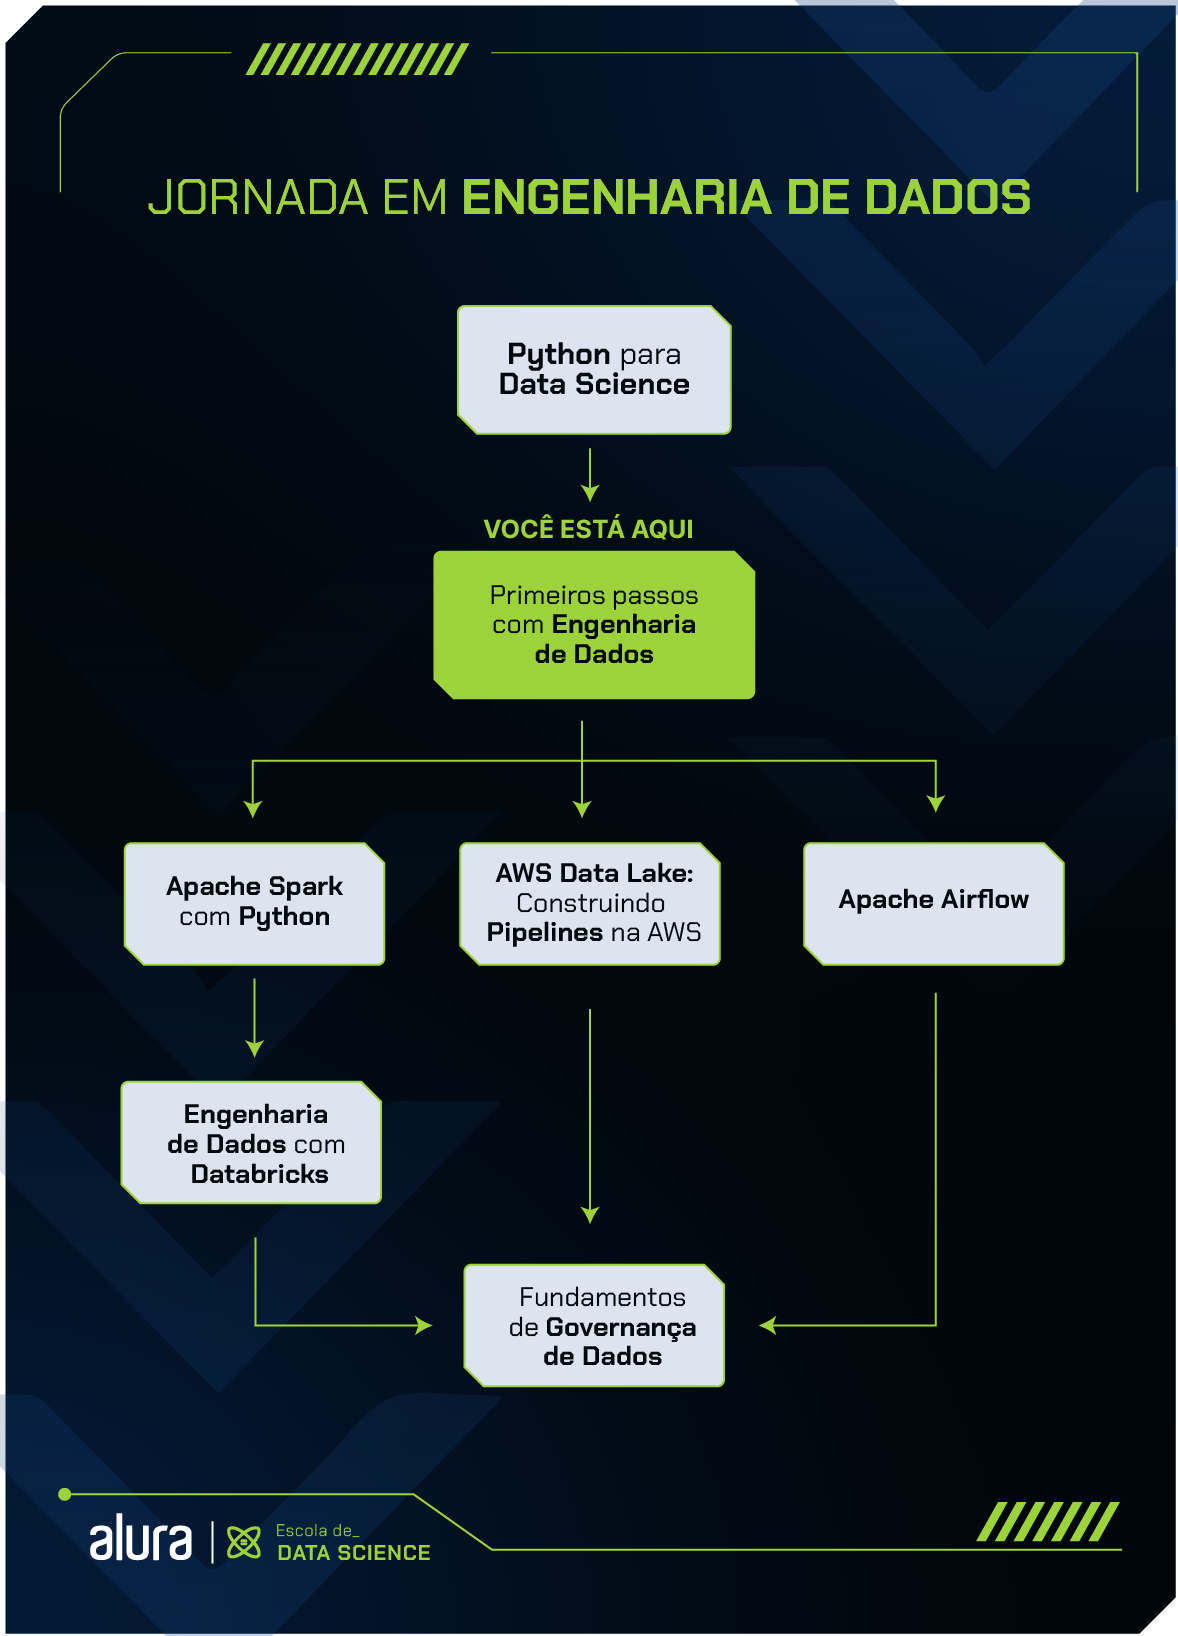 JORNADA EM ENGENHARIA DE DADOS
Python para
Data Science
VOCÊ ESTÁ AQUI
Primeiros passos
com Engenharia
de Dados
Apache Spark
com Python
AWS Data Lake:
Construindo
Pipelines na AWS
Apache Airflow
Engenharia
de Dados com
Databricks
Fundamentos
de Governança
de Dados
alura
Escola de_
DATA SCIENCE